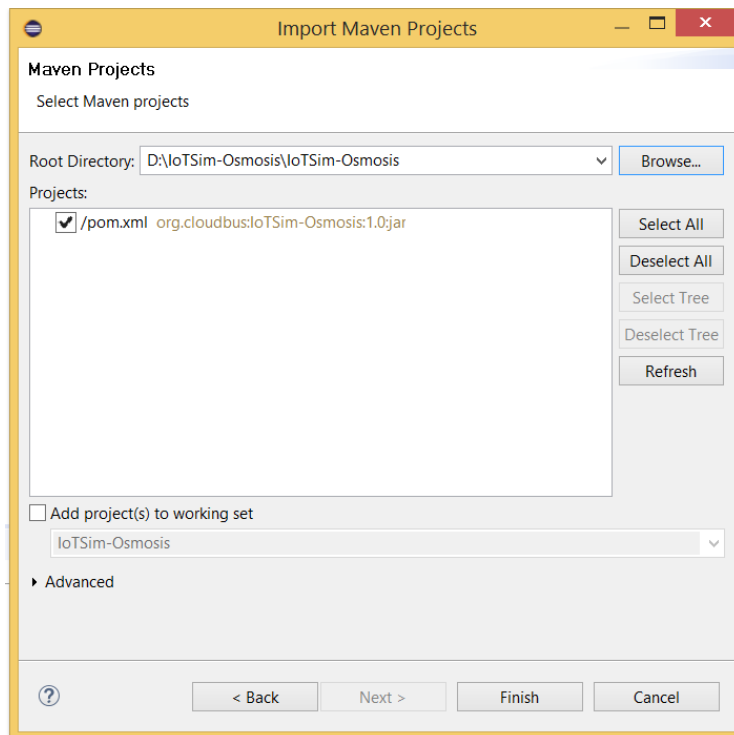 Import Maven Projects
Maven Projects
Select Maven projects
Root Directory: D:\IoTSim-Osmosis\IoTSim-Osmosis Browse...
Projects:
/pom.xml org.cloudbus:IoTSim-Osmosis:1.0:jar
Select All
Deselect All
Select Tree
Deselect Tree
Refresh
Add project(s) to working set
IoTSim-Osmosis
Advanced
? < Back Next > Finish Cancel